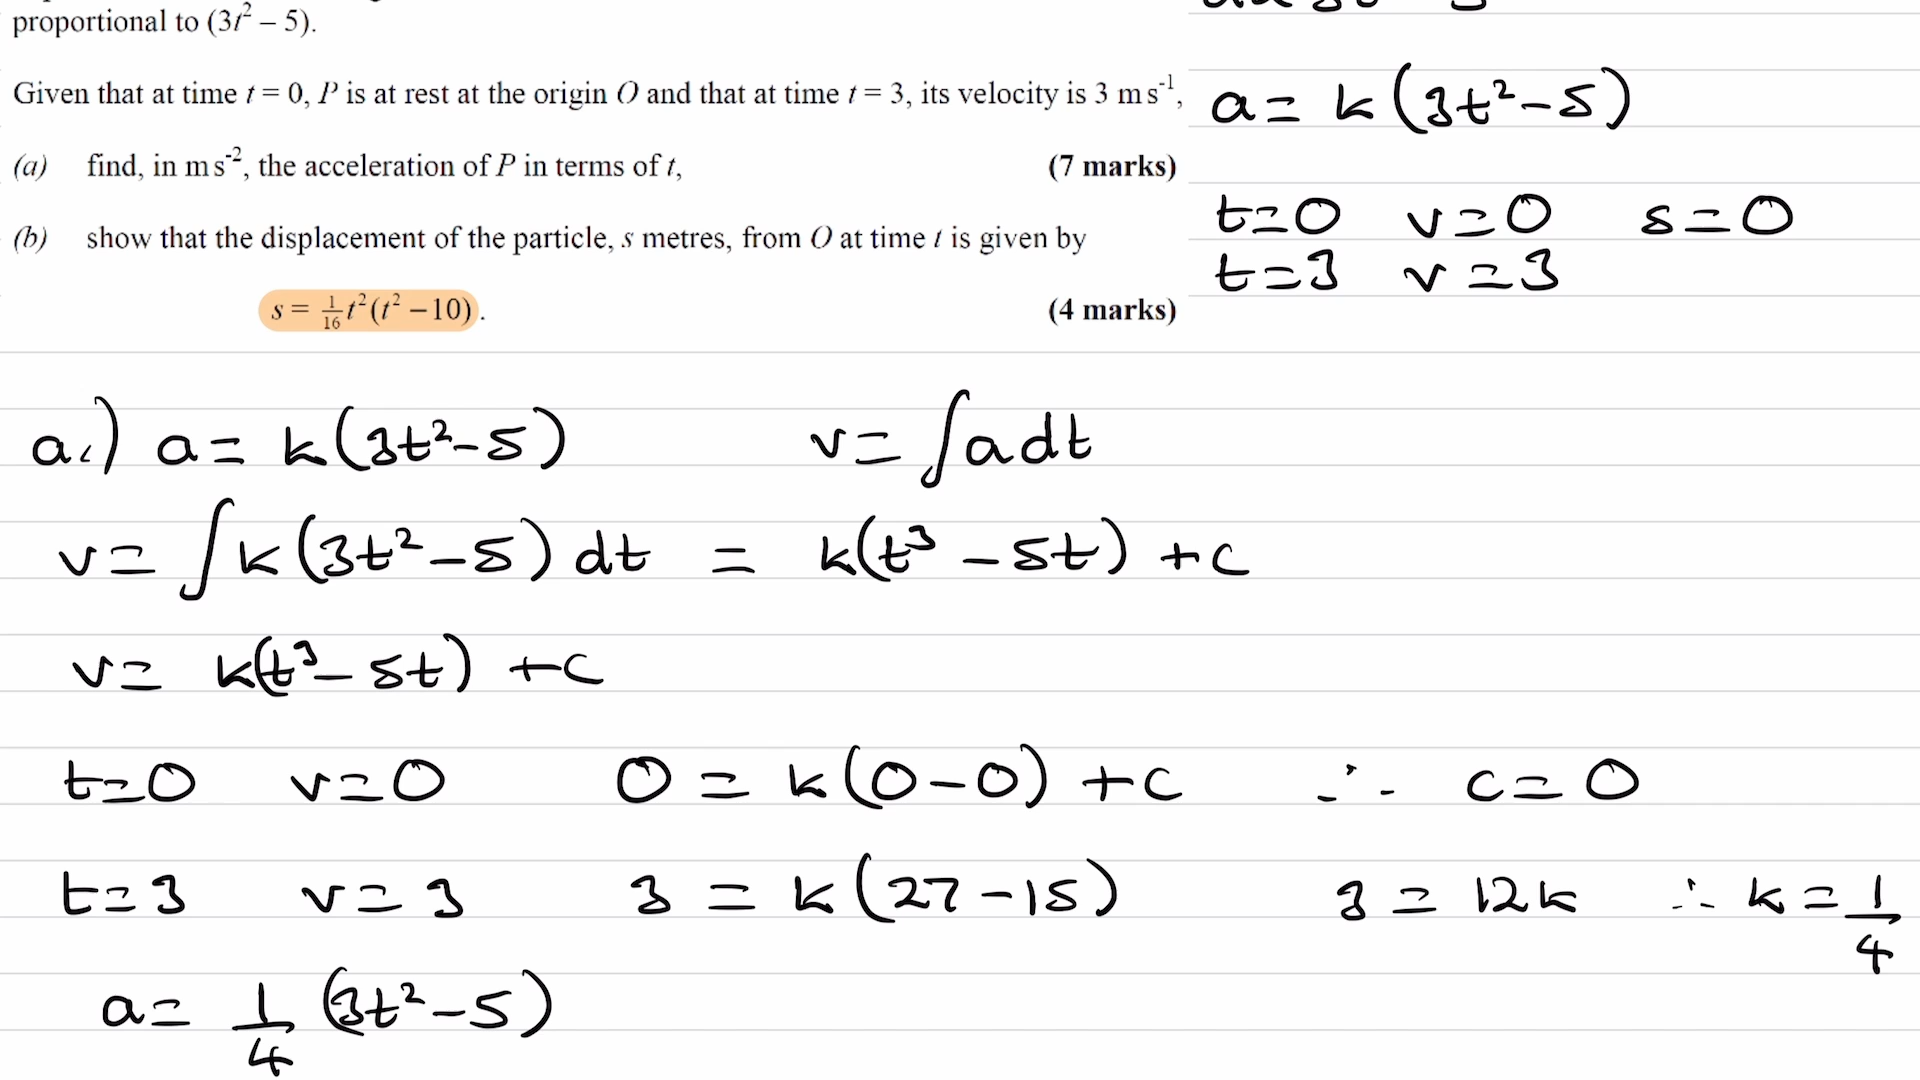 proportional to (3t² – 5).
Given that at time t = 0, P is at rest at the origin O and that at time t = 3, its velocity is 3 m s⁻¹,
(a) find, in m s⁻², the acceleration of P in terms of t, (7 marks)
(b) show that the displacement of the particle, s metres, from O at time t is given by
s = 1/16 t² (t² – 10). (4 marks)
a = k(3t²-5)
t=0 v=0 s=0
t=3 v=3
a.) a = k(3t²-5) v = ∫a dt
v = ∫k(3t²-5) dt = k(t³-5t) +c
v = k(t³-5t) +c
t=0 v=0 0 = k(0-0) +c ∴ c=0
t=3 v=3 3 = k(27-15) 3 = 12k ∴ k = 1/4
a = 1/4 (3t²-5)